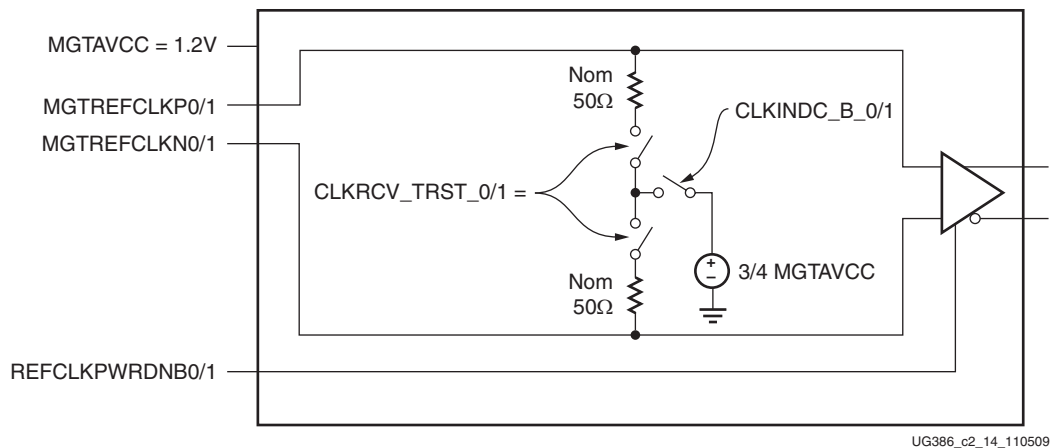 MGTAVCC = 1.2V
MGTREFCLKP0/1
MGTREFCLKN0/1
Nom
50Ω
CLKINDC_B_0/1
CLKRCV_TRST_0/1 =
+
–
3/4 MGTAVCC
Nom
50Ω
REFCLKPWRDNB0/1
UG386_c2_14_110509